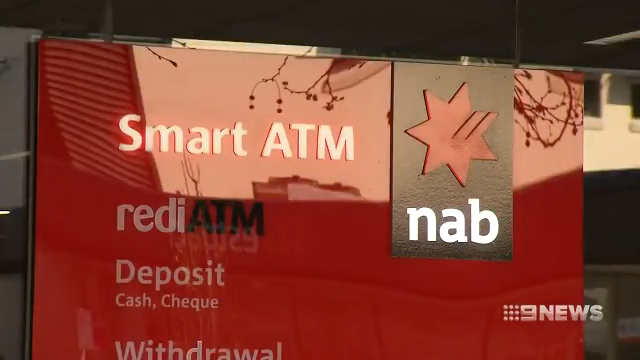 Smart ATM
nab
rediATM
Deposit
Cash, Cheque
Withdrawal
9NEWS